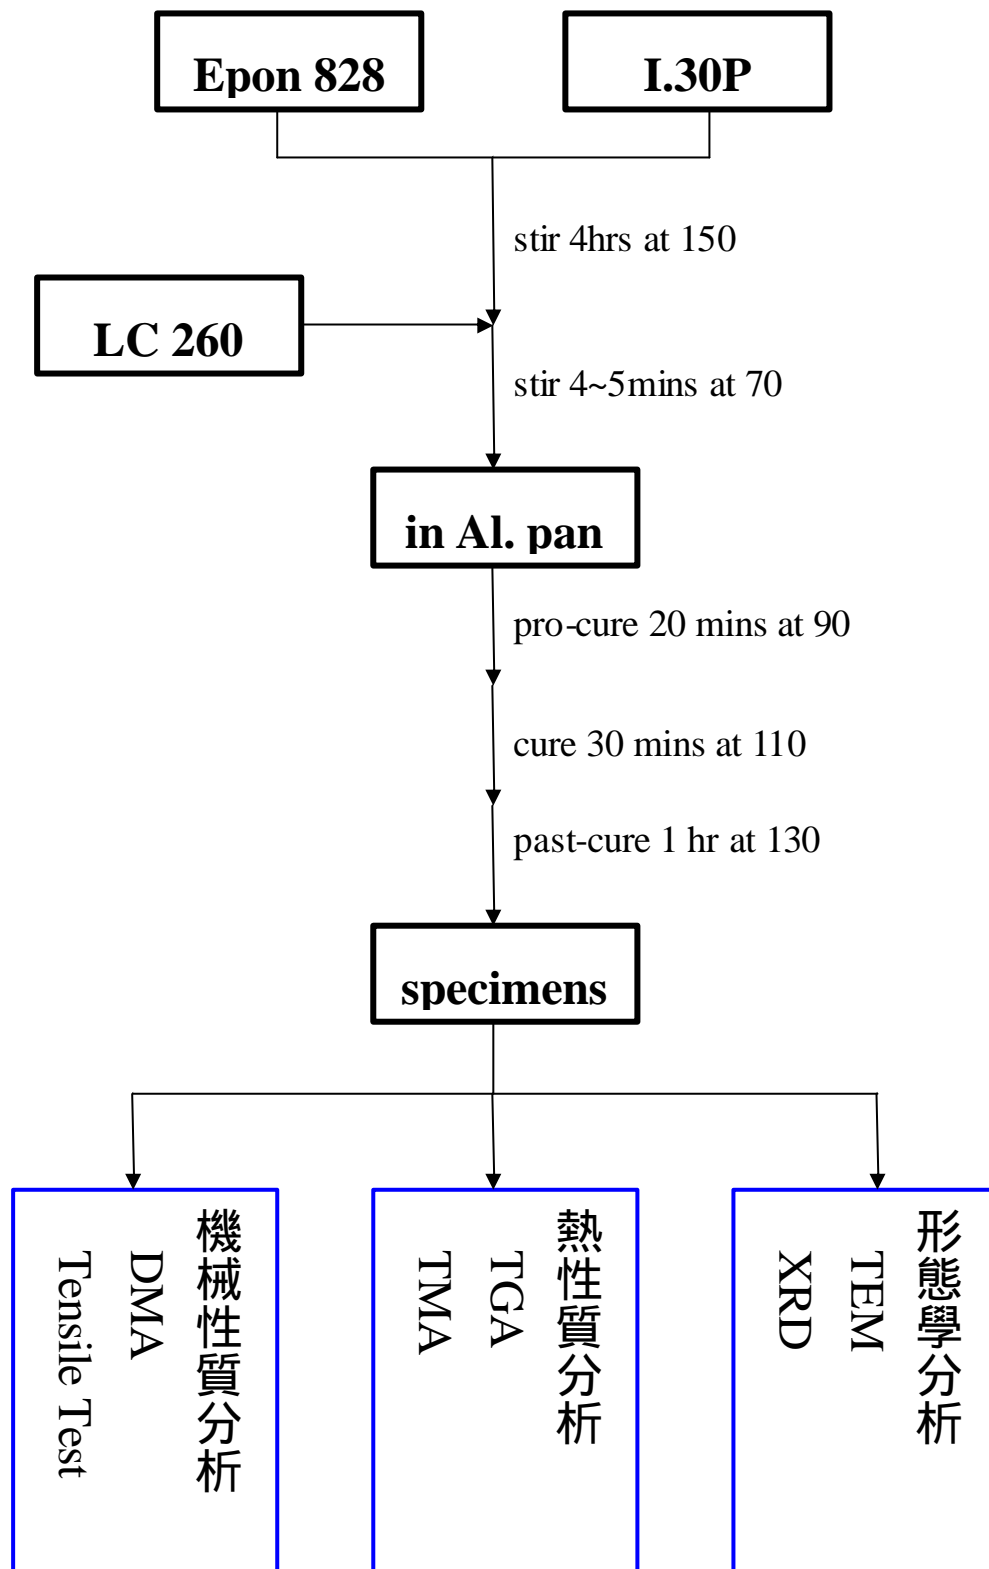 Epon 828
I.30P
stir 4hrs at 150
LC 260
stir 4~5mins at 70
in Al. pan
pro-cure 20 mins at 90
cure 30 mins at 110
past-cure 1 hr at 130
specimens
機械性質分析
DMA
Tensile Test
熱性質分析
TGA
TMA
形態學分析
TEM
XRD